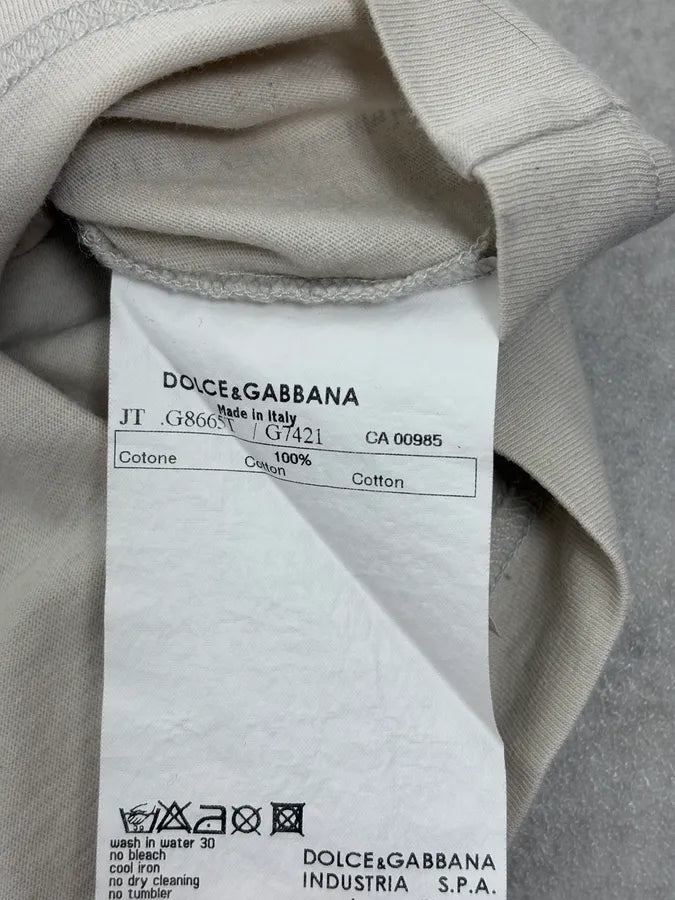 DOLCE&GABBANA
Made in Italy
JT .G8665T / G7421 CA 00985
100%
Cotone Cotton Cotton
wash in water 30
no bleach
cool iron
no dry cleaning
no tumbler
DOLCE&GABBANA
INDUSTRIA S.P.A.